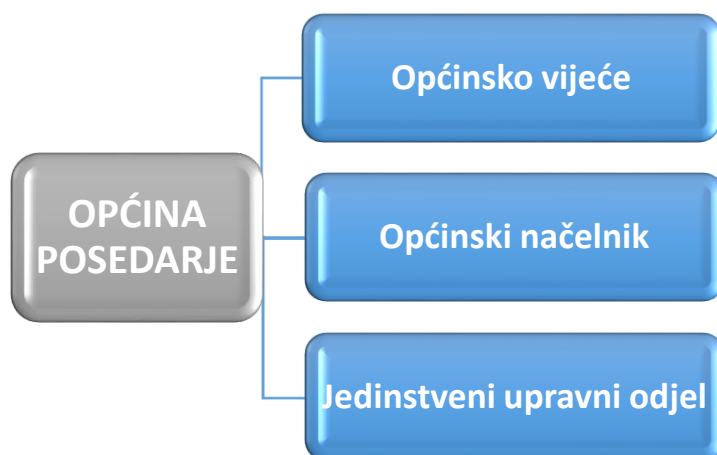 OPĆINA
POSEDARJE
Općinsko vijeće
Općinski načelnik
Jedinstveni upravni odjel